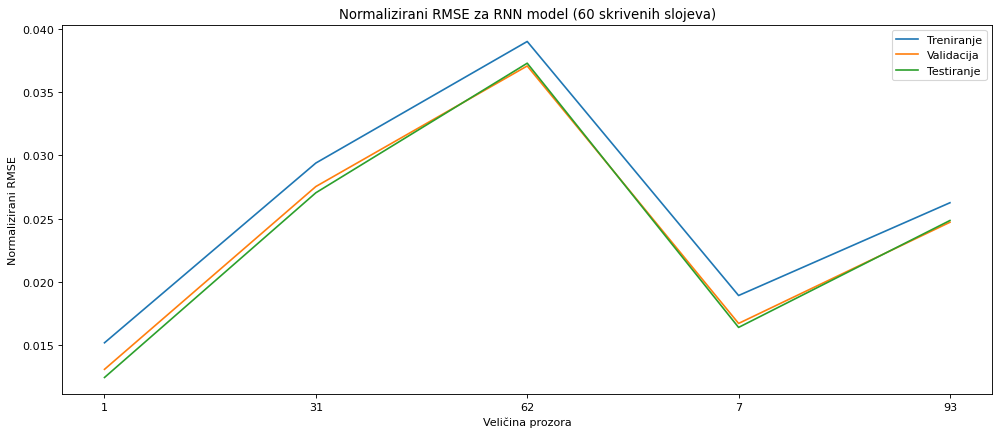 Normalizirani RMSE za RNN model (60 skrivenih slojeva)
Treniranje
Validacija
Testiranje
Normalizirani RMSE
0.040
0.035
0.030
0.025
0.020
0.015
1 31 62 7 93
Veličina prozora